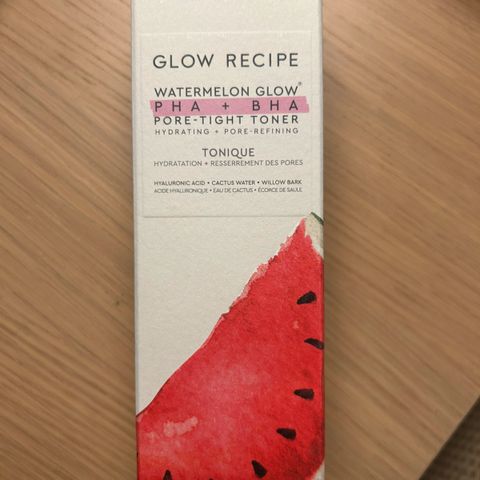 GLOW RECIPE
WATERMELON GLOW®
PHA + BHA
PORE-TIGHT TONER
HYDRATING + PORE-REFINING
TONIQUE
HYDRATATION + RESSERREMENT DES PORES
HYALURONIC ACID • CACTUS WATER • WILLOW BARK
ACIDE HYALURONIQUE • EAU DE CACTUS • ÉCORCE DE SAULE